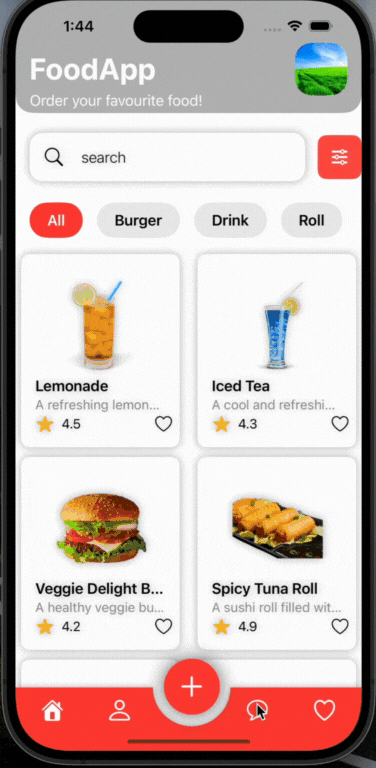 1:44
FoodApp
Order your favourite food!
search
All
Burger
Drink
Roll
Lemonade
A refreshing lemon...
4.5
Iced Tea
A cool and refreshi...
4.3
Veggie Delight B...
A healthy veggie bu...
4.2
Spicy Tuna Roll
A sushi roll filled wit...
4.9